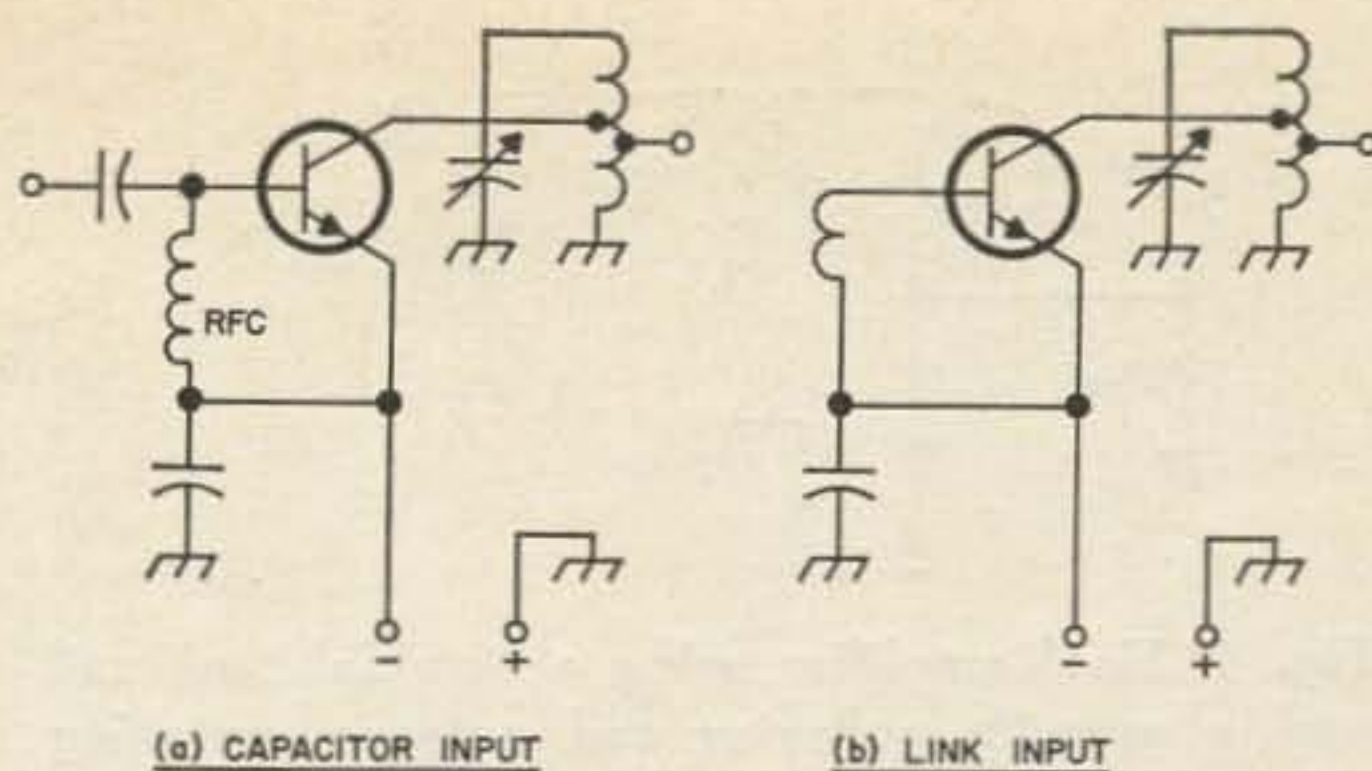 RFC
- +
- +
(a) CAPACITOR INPUT
(b) LINK INPUT